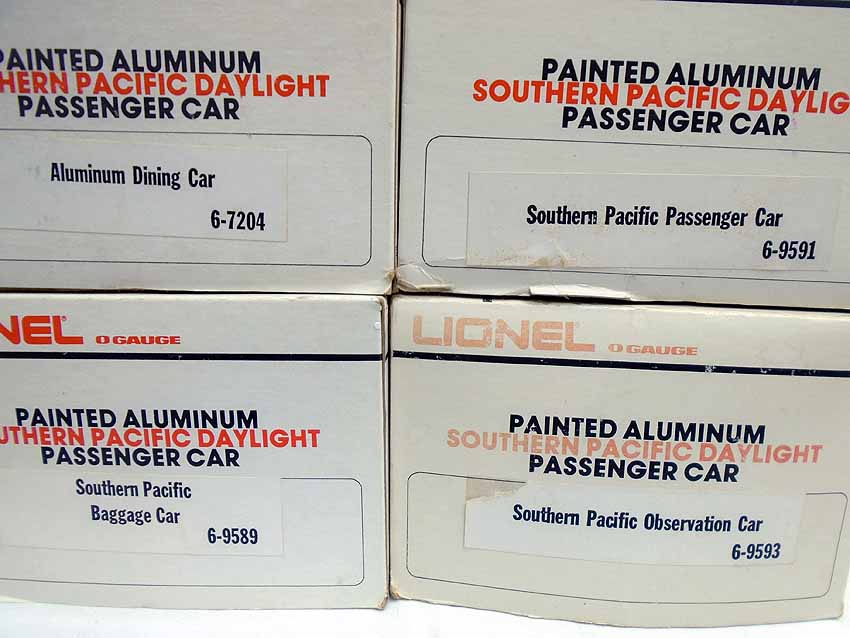 PAINTED ALUMINUM
HERN PACIFIC DAYLIGHT
PASSENGER CAR
Aluminum Dining Car
6-7204
PAINTED ALUMINUM
SOUTHERN PACIFIC DAYLIG
PASSENGER CAR
Southern Pacific Passenger Car
6-9591
NEL O GAUGE
PAINTED ALUMINUM
UTHERN PACIFIC DAYLIGHT
PASSENGER CAR
Southern Pacific
Baggage Car
6-9589
LIONEL O GAUGE
PAINTED ALUMINUM
SOUTHERN PACIFIC DAYLIGHT
PASSENGER CAR
Southern Pacific Observation Car
6-9593